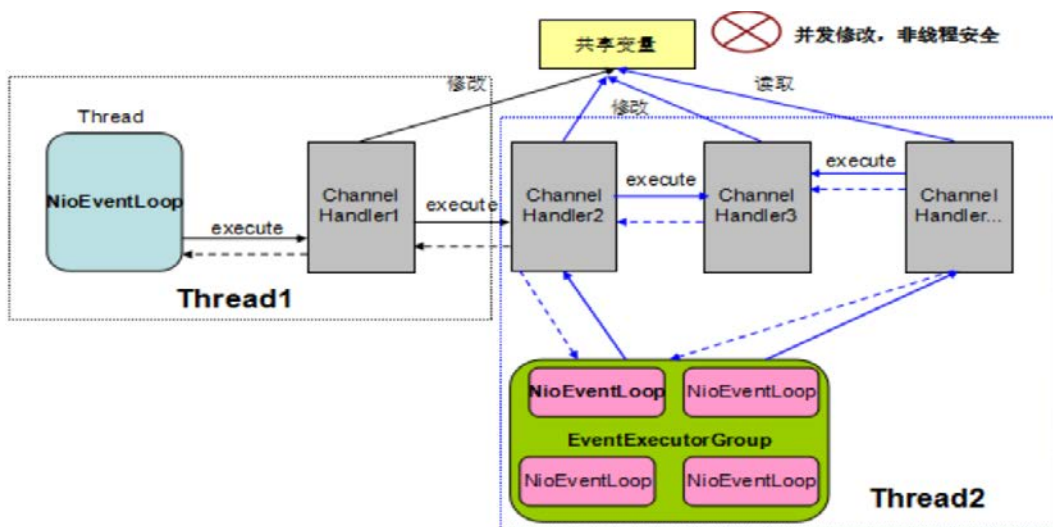 共享变量
并发修改，非线程安全
修改
读取
Thread
修改
NioEventLoop
execute
Channel
Handler1
execute
Channel
Handler2
execute
Channel
Handler3
execute
Channel
Handler...
Thread1
NioEventLoop
NioEventLoop
EventExecutorGroup
NioEventLoop
NioEventLoop
Thread2